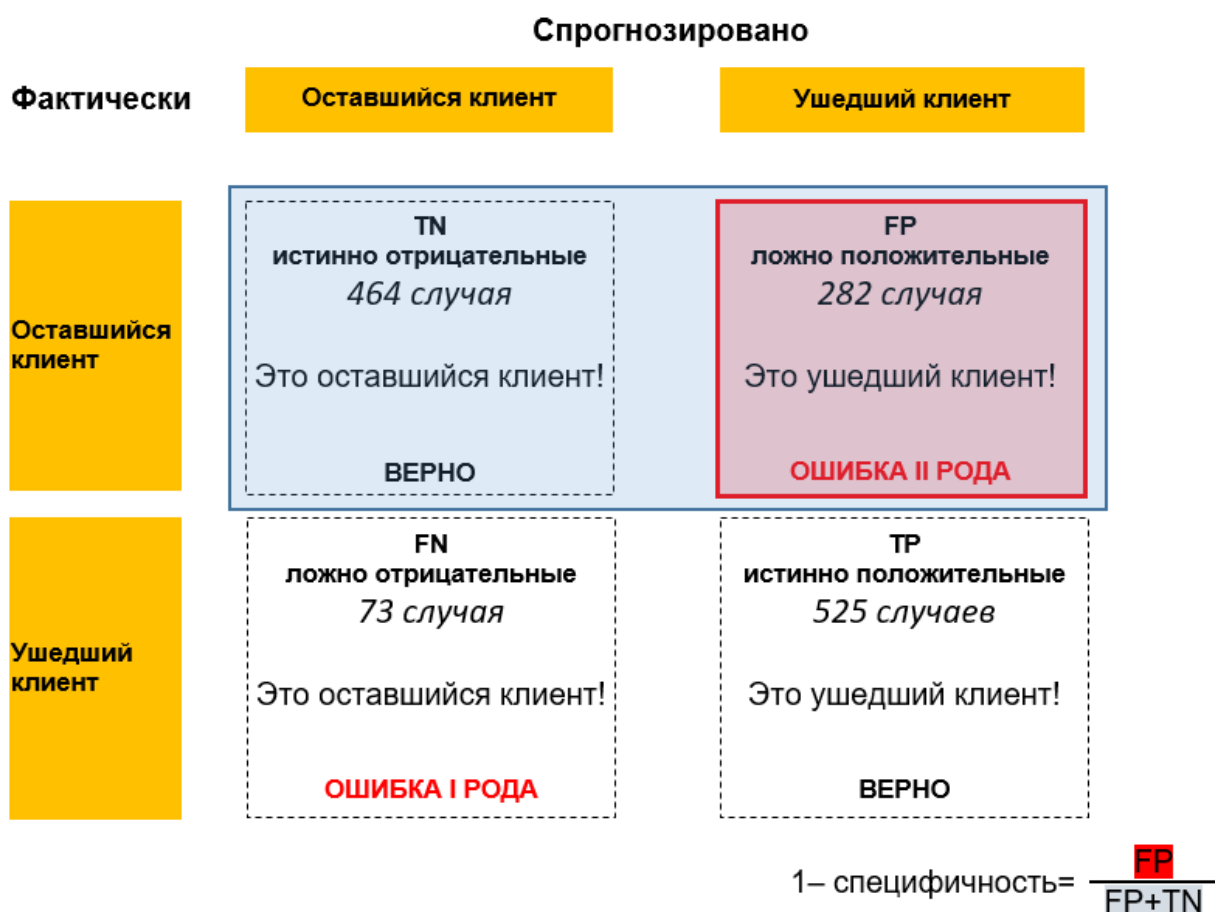 Спрогнозировано
Фактически
Оставшийся клиент
Ушедший клиент
Оставшийся
клиент
TN
истинно отрицательные
464 случая
Это оставшийся клиент!
ВЕРНО
FP
ложно положительные
282 случая
Это ушедший клиент!
ОШИБКА II РОДА
Ушедший
клиент
FN
ложно отрицательные
73 случая
Это оставшийся клиент!
ОШИБКА I РОДА
TP
истинно положительные
525 случаев
Это ушедший клиент!
ВЕРНО
1– специфичность=
FP
FP+TN